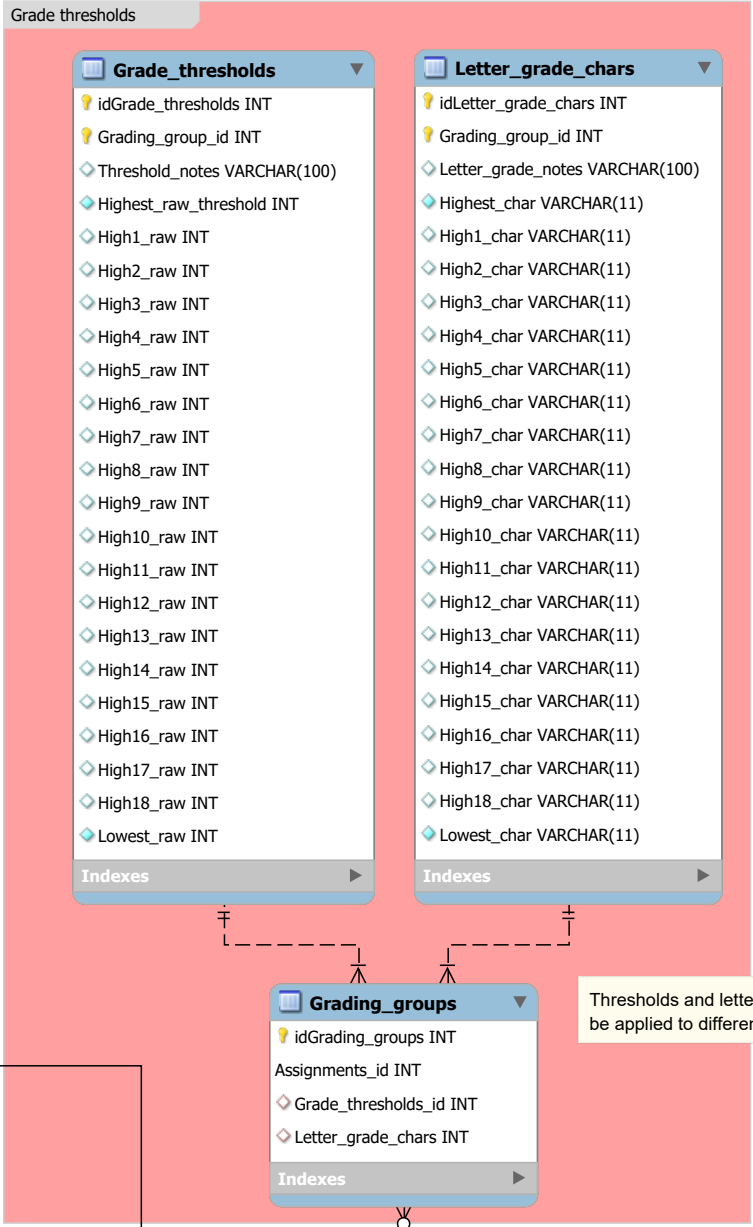 Grade thresholds
Grade_thresholds
idGrade_thresholds INT
Grading_group_id INT
Threshold_notes VARCHAR(100)
Highest_raw_threshold INT
High1_raw INT
High2_raw INT
High3_raw INT
High4_raw INT
High5_raw INT
High6_raw INT
High7_raw INT
High8_raw INT
High9_raw INT
High10_raw INT
High11_raw INT
High12_raw INT
High13_raw INT
High14_raw INT
High15_raw INT
High16_raw INT
High17_raw INT
High18_raw INT
Lowest_raw INT
Indexes
Letter_grade_chars
idLetter_grade_chars INT
Grading_group_id INT
Letter_grade_notes VARCHAR(100)
Highest_char VARCHAR(11)
High1_char VARCHAR(11)
High2_char VARCHAR(11)
High3_char VARCHAR(11)
High4_char VARCHAR(11)
High5_char VARCHAR(11)
High6_char VARCHAR(11)
High7_char VARCHAR(11)
High8_char VARCHAR(11)
High9_char VARCHAR(11)
High10_char VARCHAR(11)
High11_char VARCHAR(11)
High12_char VARCHAR(11)
High13_char VARCHAR(11)
High14_char VARCHAR(11)
High15_char VARCHAR(11)
High16_char VARCHAR(11)
High17_char VARCHAR(11)
High18_char VARCHAR(11)
Lowest_char VARCHAR(11)
Indexes
Grading_groups
idGrading_groups INT
Assignments_id INT
Grade_thresholds_id INT
Letter_grade_chars INT
Indexes
Thresholds and lette
be applied to differen